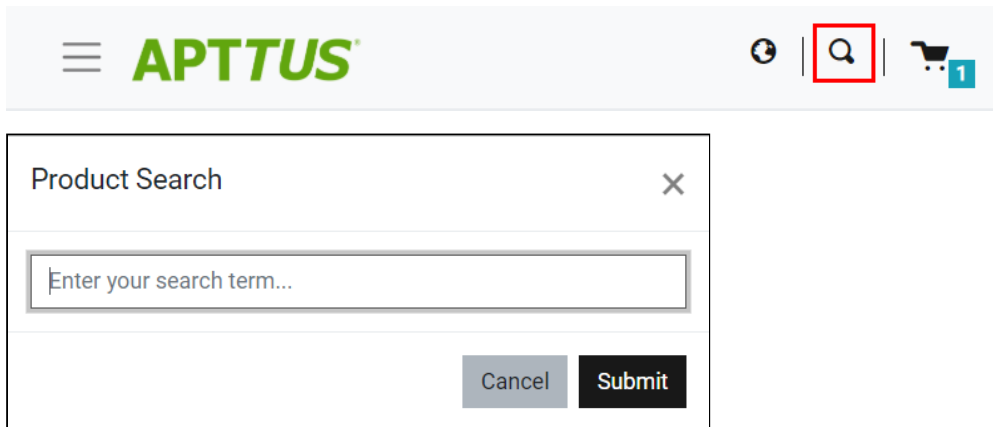 APTTUS®
1
Product Search
Enter your search term...
Cancel Submit